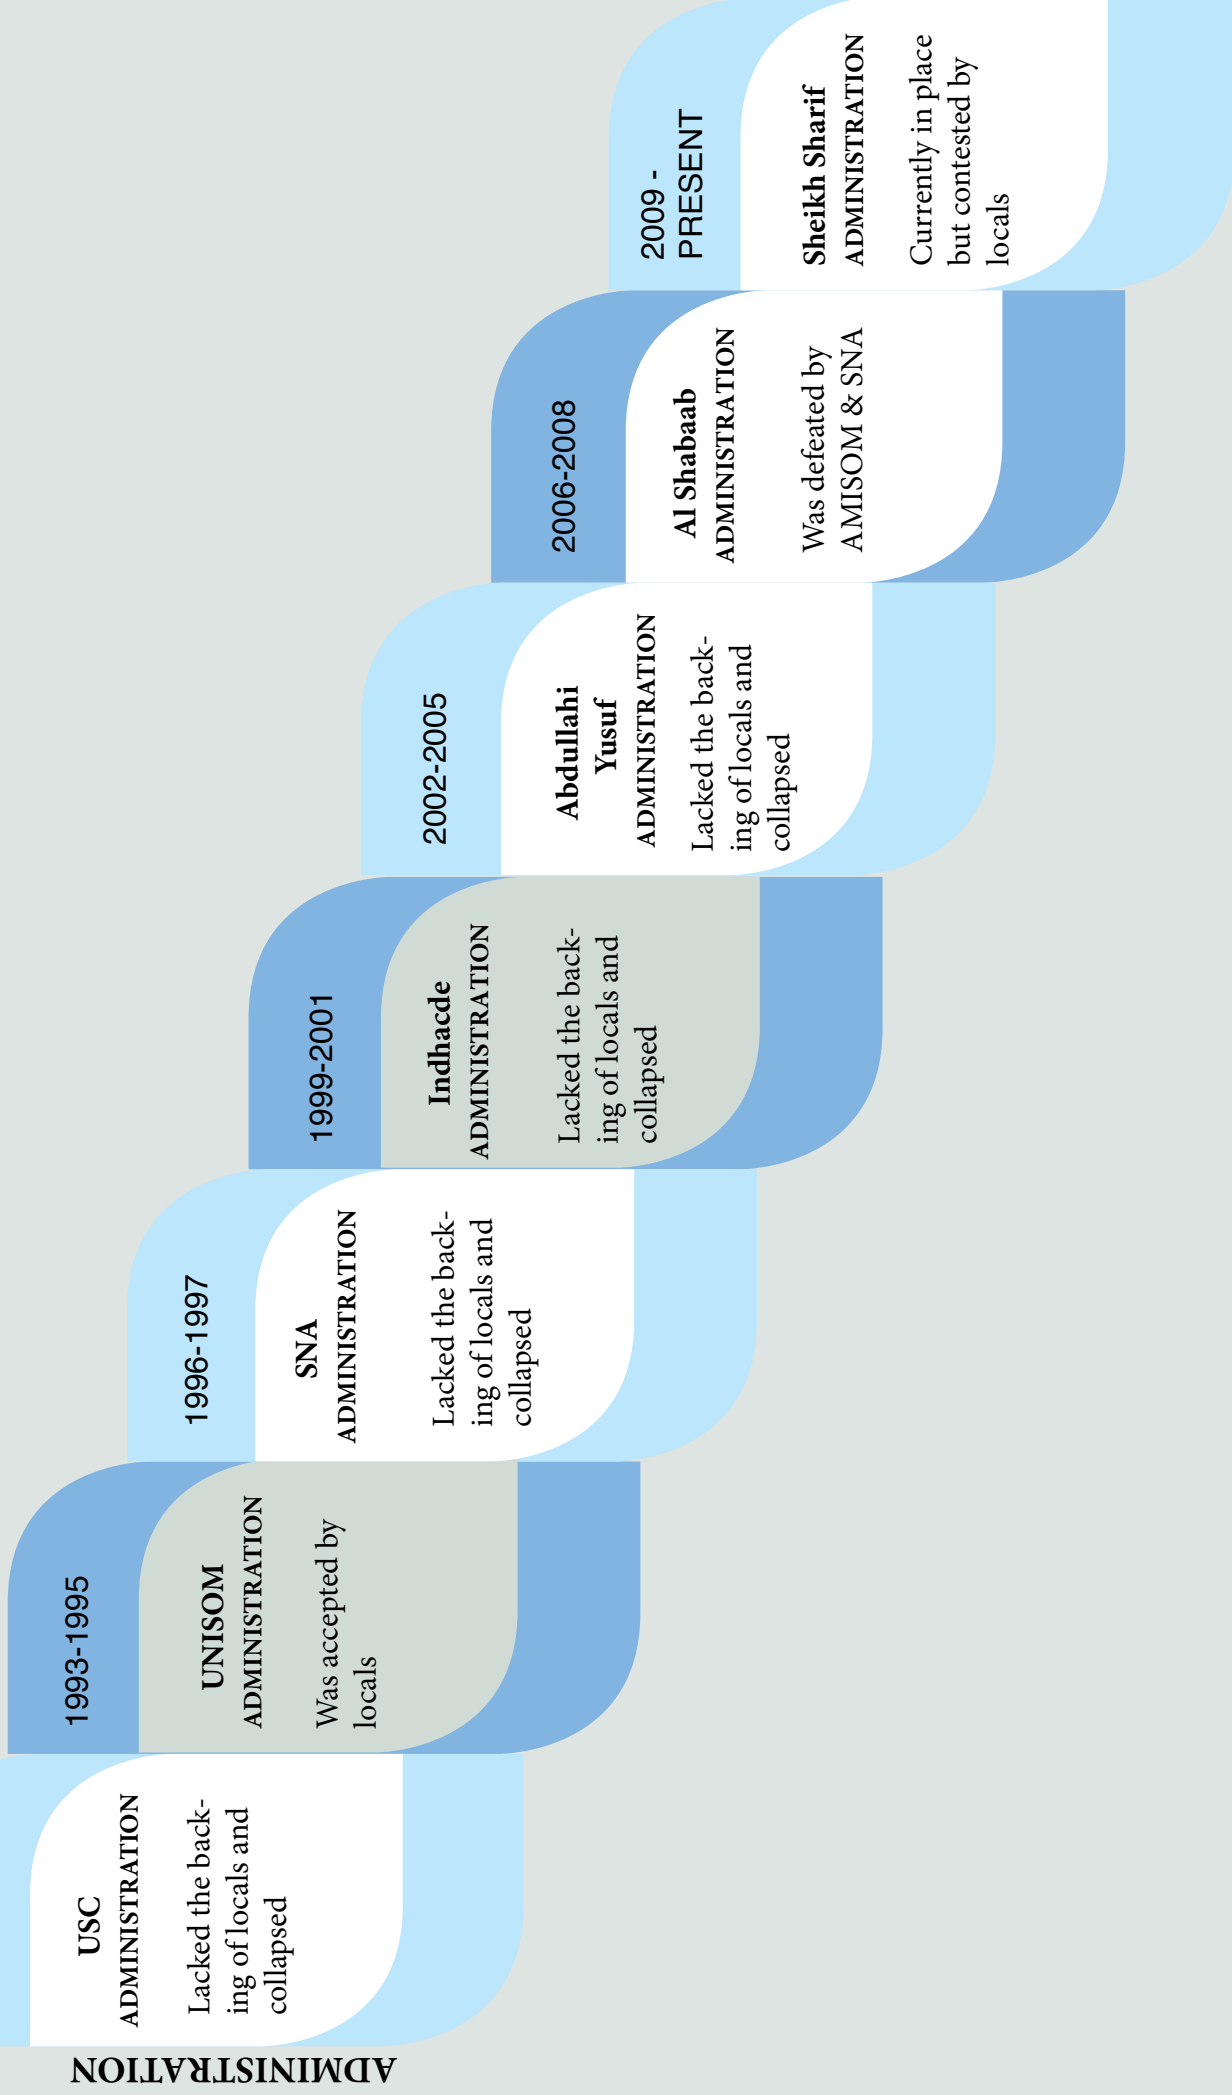 ADMINISTRATION
USC
ADMINISTRATION
Lacked the back-
ing of locals and
collapsed
1993-1995
UNISOM
ADMINISTRATION
Was accepted by
locals
1996-1997
SNA
ADMINISTRATION
Lacked the back-
ing of locals and
collapsed
1999-2001
Indhacde
ADMINISTRATION
Lacked the back-
ing of locals and
collapsed
2002-2005
Abdullahi
Yusuf
ADMINISTRATION
Lacked the back-
ing of locals and
collapsed
2006-2008
Al Shabaab
ADMINISTRATION
Was defeated by
AMISOM & SNA
2009 -
PRESENT
Sheikh Sharif
ADMINISTRATION
Currently in place
but contested by
locals